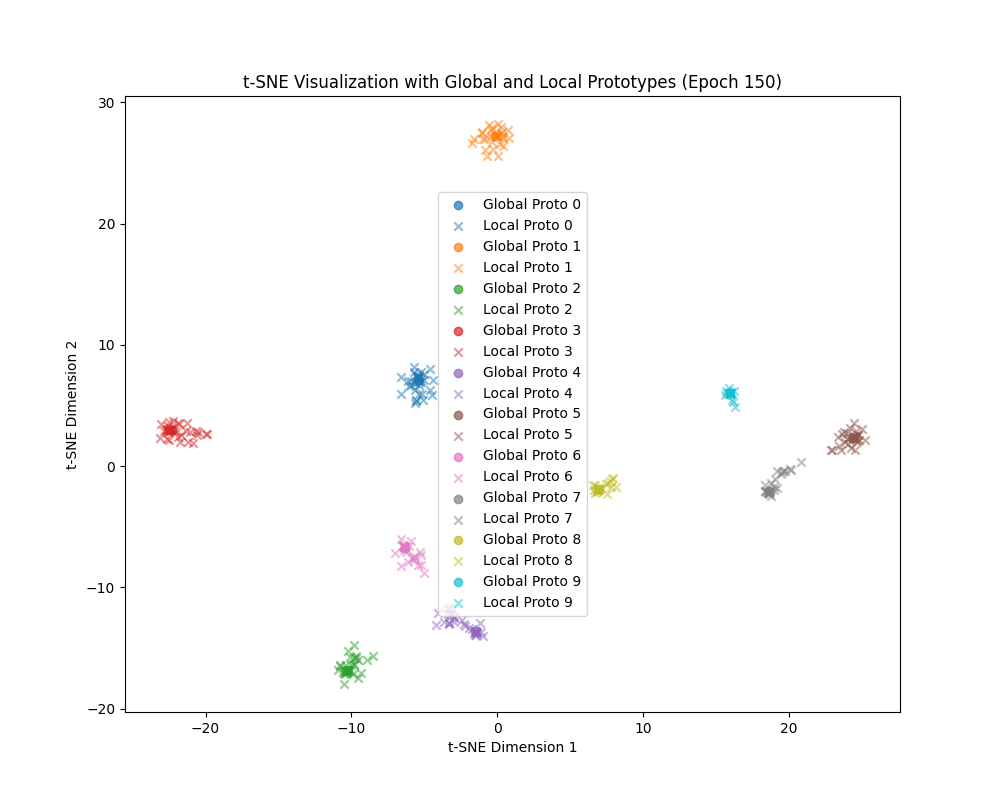 t-SNE Visualization with Global and Local Prototypes (Epoch 150)
30
20
10
0
−10
−20
t-SNE Dimension 2
Global Proto 0
Local Proto 0
Global Proto 1
Local Proto 1
Global Proto 2
Local Proto 2
Global Proto 3
Local Proto 3
Global Proto 4
Local Proto 4
Global Proto 5
Local Proto 5
Global Proto 6
Local Proto 6
Global Proto 7
Local Proto 7
Global Proto 8
Local Proto 8
Global Proto 9
Local Proto 9
−20 −10 0 10 20
t-SNE Dimension 1